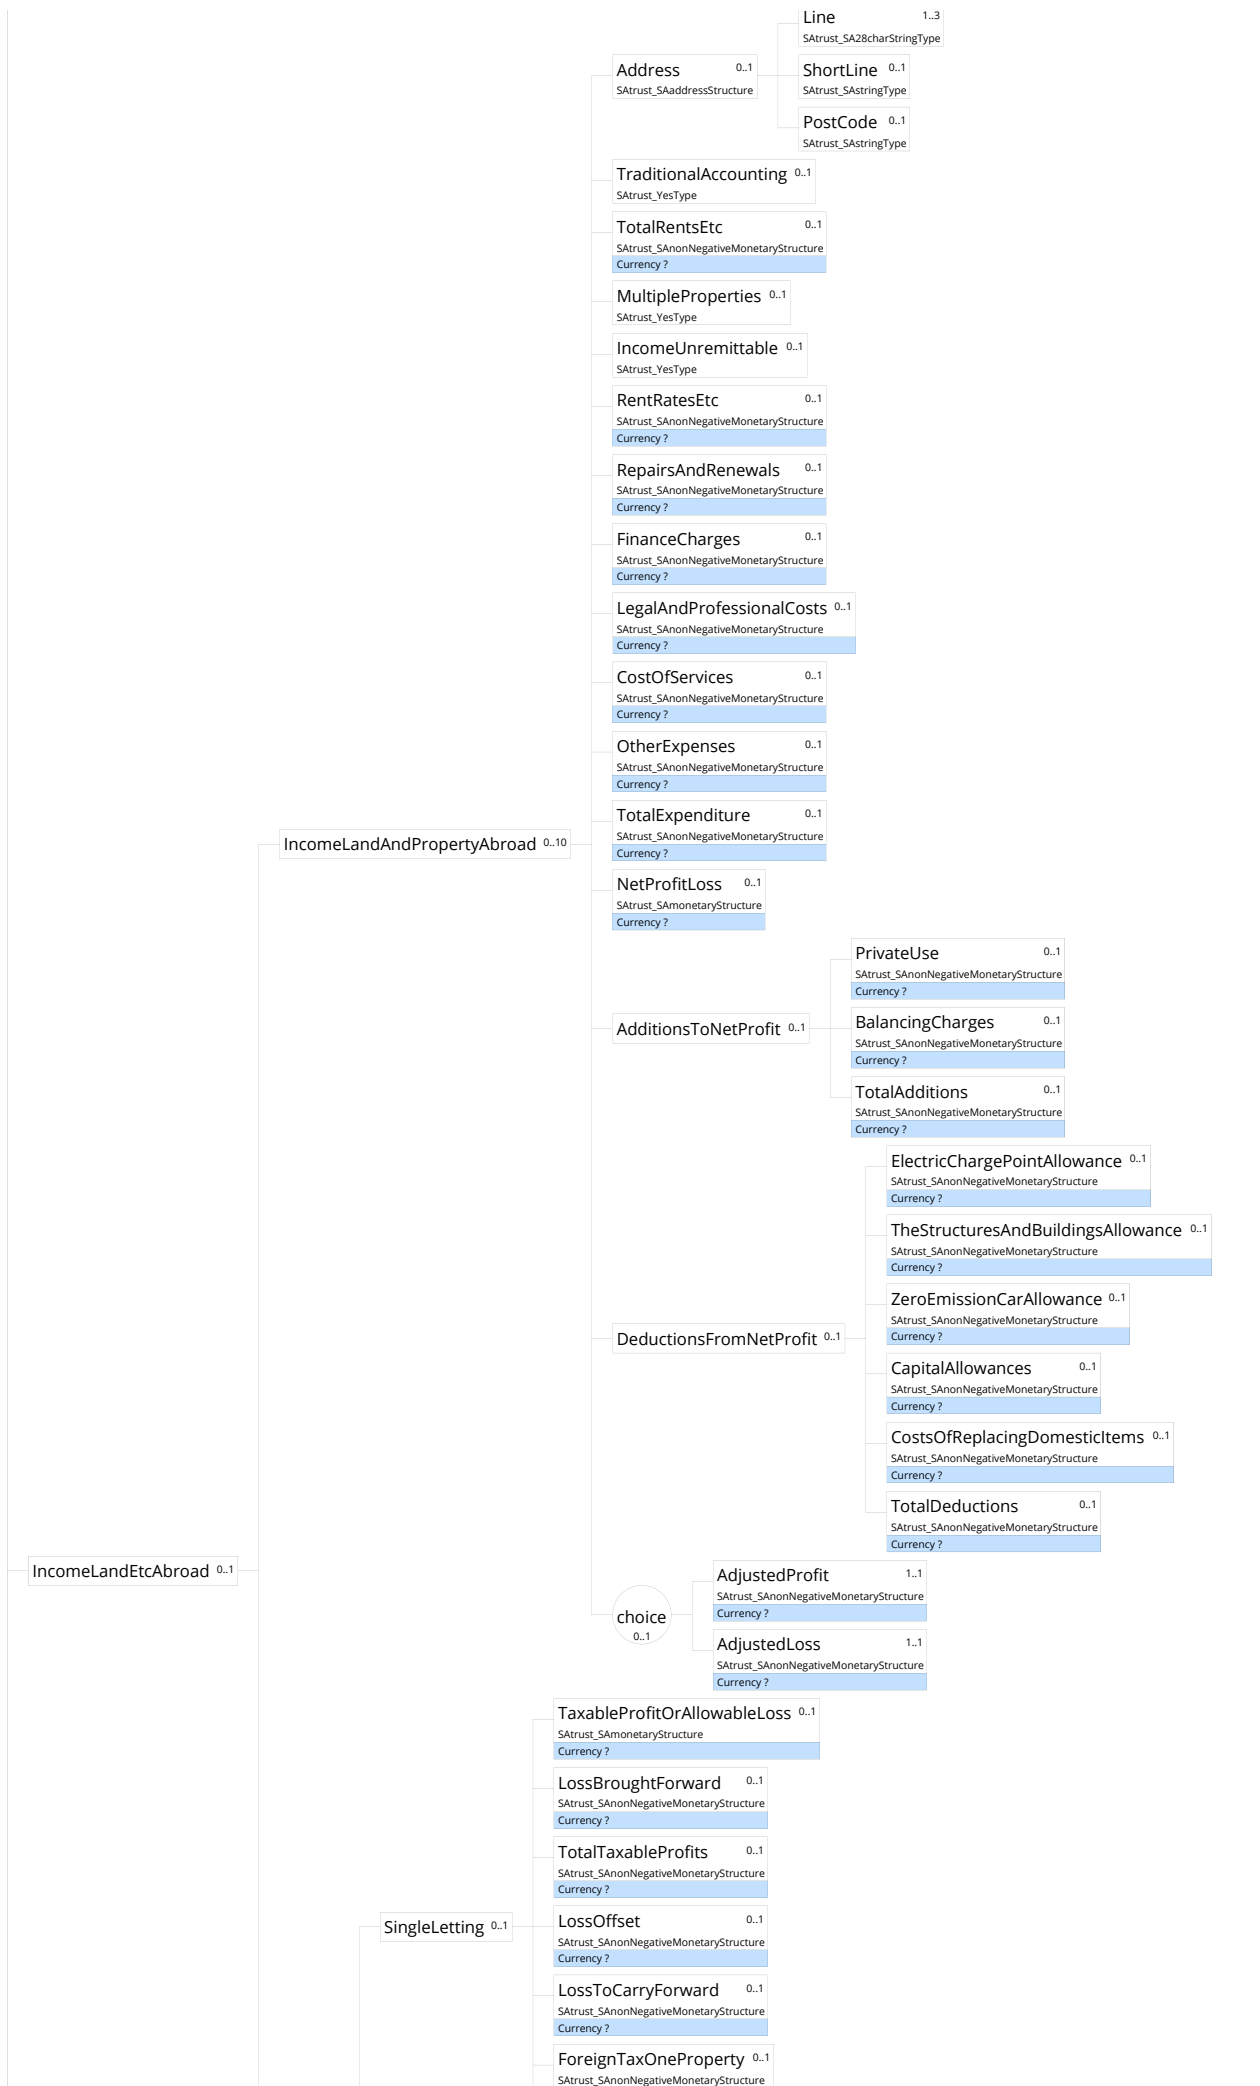 Line 1..3
SAtrust_SA28charStringType
Address 0..1
SAtrust_SAaddressStructure
ShortLine 0..1
SAtrust_SAstringType
PostCode 0..1
SAtrust_SAstringType
TraditionalAccounting 0..1
SAtrust_YesType
TotalRentsEtc 0..1
SAtrust_SAnonNegativeMonetaryStructure
Currency ?
MultipleProperties 0..1
SAtrust_YesType
IncomeUnremittable 0..1
SAtrust_YesType
RentRatesEtc 0..1
SAtrust_SAnonNegativeMonetaryStructure
Currency ?
RepairsAndRenewals 0..1
SAtrust_SAnonNegativeMonetaryStructure
Currency ?
FinanceCharges 0..1
SAtrust_SAnonNegativeMonetaryStructure
Currency ?
LegalAndProfessionalCosts 0..1
SAtrust_SAnonNegativeMonetaryStructure
Currency ?
CostOfServices 0..1
SAtrust_SAnonNegativeMonetaryStructure
Currency ?
OtherExpenses 0..1
SAtrust_SAnonNegativeMonetaryStructure
Currency ?
TotalExpenditure 0..1
SAtrust_SAnonNegativeMonetaryStructure
Currency ?
IncomeLandAndPropertyAbroad 0..10
NetProfitLoss 0..1
SAtrust_SAmonetaryStructure
Currency ?
PrivateUse 0..1
SAtrust_SAnonNegativeMonetaryStructure
Currency ?
AdditionsToNetProfit 0..1
BalancingCharges 0..1
SAtrust_SAnonNegativeMonetaryStructure
Currency ?
TotalAdditions 0..1
SAtrust_SAnonNegativeMonetaryStructure
Currency ?
ElectricChargePointAllowance 0..1
SAtrust_SAnonNegativeMonetaryStructure
Currency ?
TheStructuresAndBuildingsAllowance 0..1
SAtrust_SAnonNegativeMonetaryStructure
Currency ?
ZeroEmissionCarAllowance 0..1
SAtrust_SAnonNegativeMonetaryStructure
Currency ?
DeductionsFromNetProfit 0..1
CapitalAllowances 0..1
SAtrust_SAnonNegativeMonetaryStructure
Currency ?
CostsOfReplacingDomesticItems 0..1
SAtrust_SAnonNegativeMonetaryStructure
Currency ?
TotalDeductions 0..1
SAtrust_SAnonNegativeMonetaryStructure
Currency ?
IncomeLandEtcAbroad 0..1
AdjustedProfit 1..1
SAtrust_SAnonNegativeMonetaryStructure
Currency ?
choice
0..1
AdjustedLoss 1..1
SAtrust_SAnonNegativeMonetaryStructure
Currency ?
TaxableProfitOrAllowableLoss 0..1
SAtrust_SAmonetaryStructure
Currency ?
LossBroughtForward 0..1
SAtrust_SAnonNegativeMonetaryStructure
Currency ?
TotalTaxableProfits 0..1
SAtrust_SAnonNegativeMonetaryStructure
Currency ?
SingleLetting 0..1
LossOffset 0..1
SAtrust_SAnonNegativeMonetaryStructure
Currency ?
LossToCarryForward 0..1
SAtrust_SAnonNegativeMonetaryStructure
Currency ?
ForeignTaxOneProperty 0..1
SAtrust_SAnonNegativeMonetaryStructure